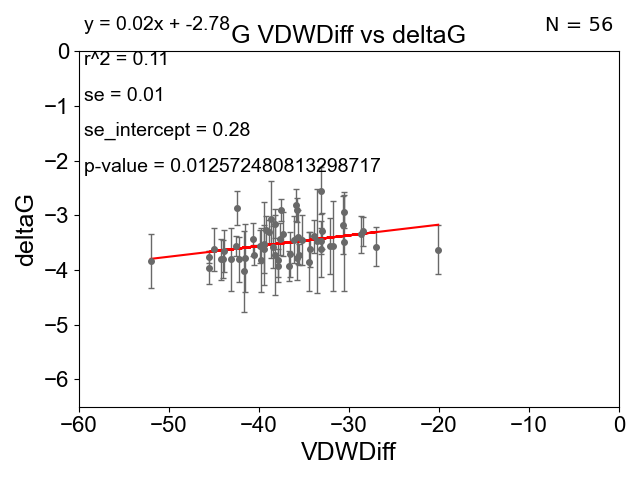 y = 0.02x + -2.78
N = 56
G VDWDiff vs deltaG
r^2 = 0.11
se = 0.01
se_intercept = 0.28
p-value = 0.012572480813298717
0
−1
−2
−3
−4
−5
−6
deltaG
−60 −50 −40 −30 −20 −10 0
VDWDiff